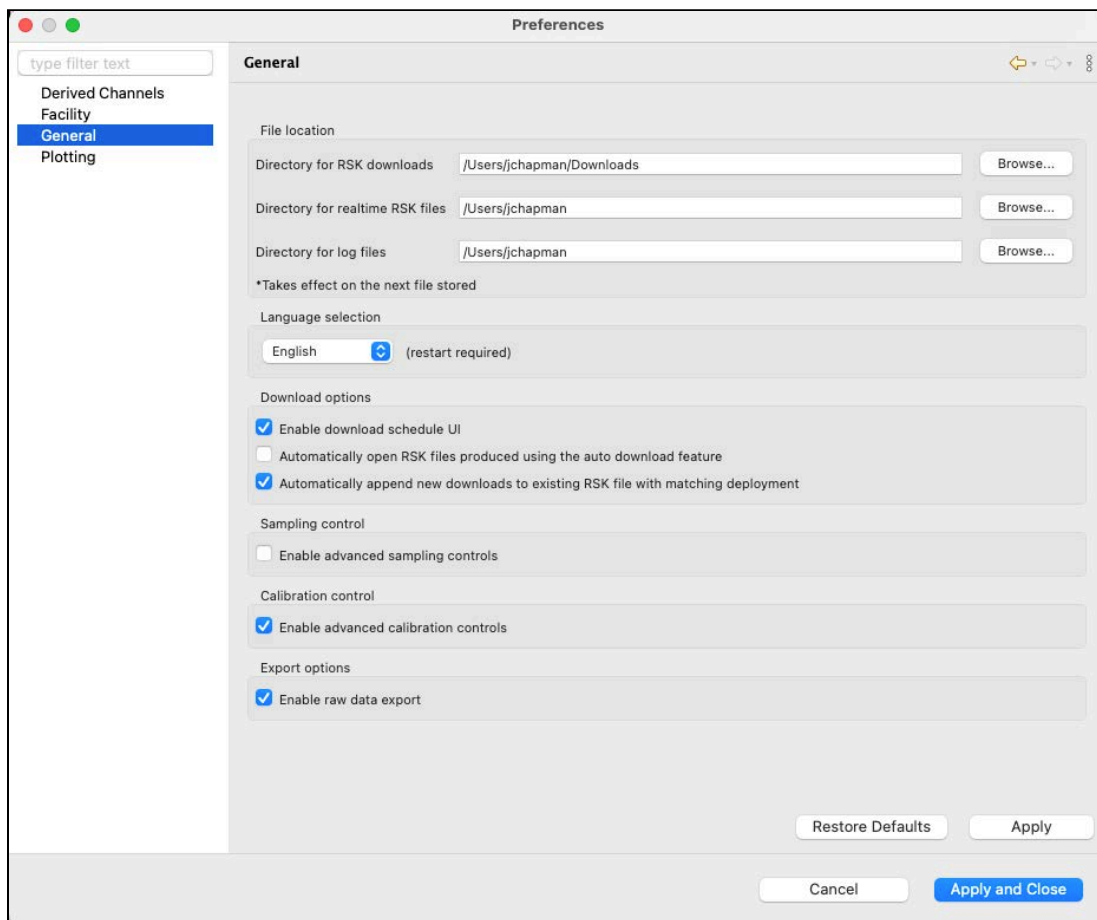 Preferences
type filter text
Derived Channels
Facility
General
Plotting
General
File location
Directory for RSK downloads /Users/jchapman/Downloads Browse...
Directory for realtime RSK files /Users/jchapman Browse...
Directory for log files /Users/jchapman Browse...
*Takes effect on the next file stored
Language selection
English (restart required)
Download options
Enable download schedule UI
Automatically open RSK files produced using the auto download feature
Automatically append new downloads to existing RSK file with matching deployment
Sampling control
Enable advanced sampling controls
Calibration control
Enable advanced calibration controls
Export options
Enable raw data export
Restore Defaults Apply
Cancel Apply and Close